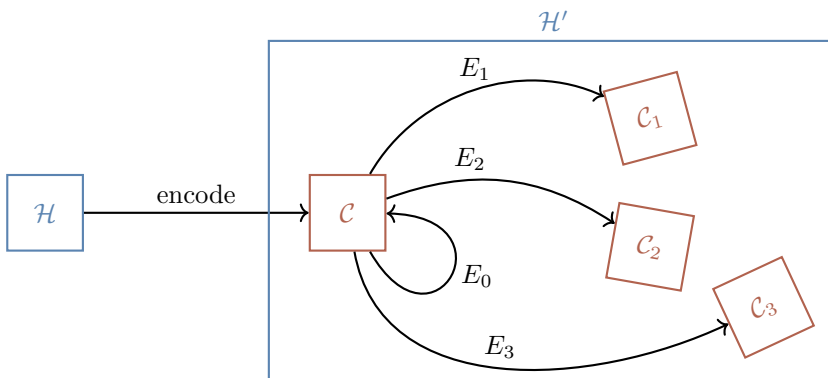 ℋ′
E₁
𝒞₁
E₂
encode
ℋ
𝒞
𝒞₂
E₀
𝒞₃
E₃